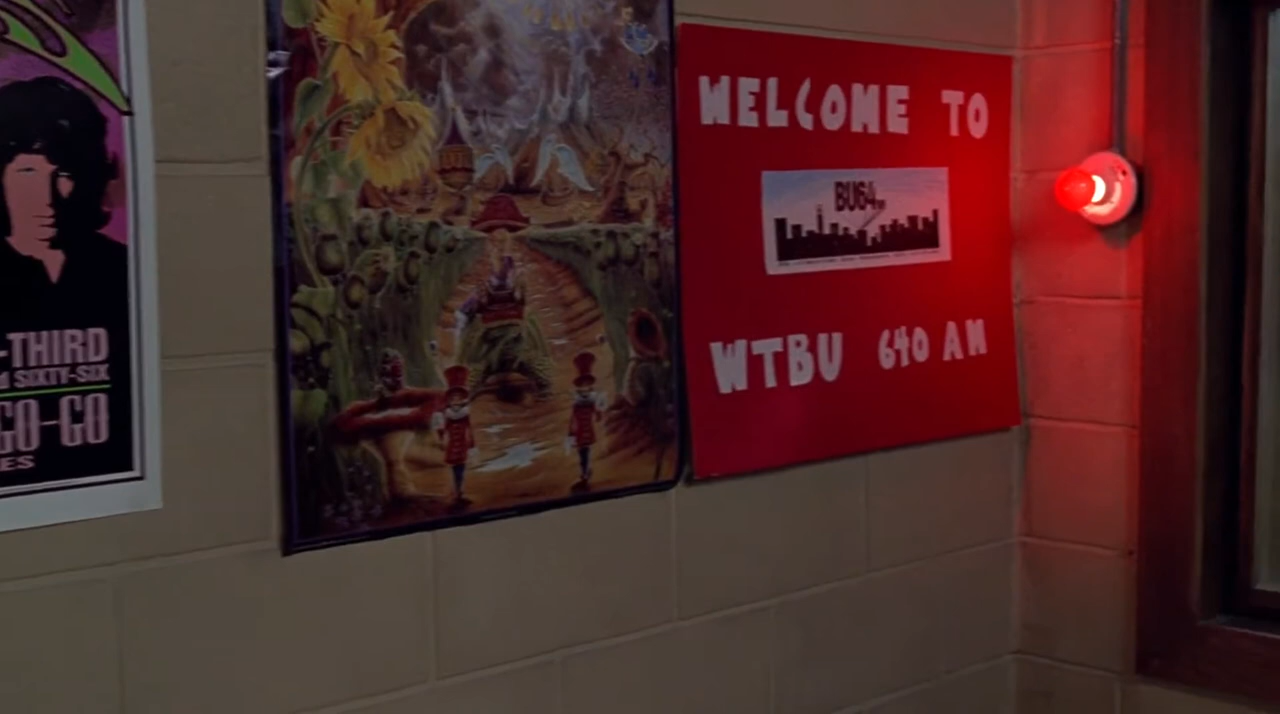 -THIRD
d SIXTY-SIX
GO-GO
ES
WELCOME TO
BU64
WTBU 640 AM